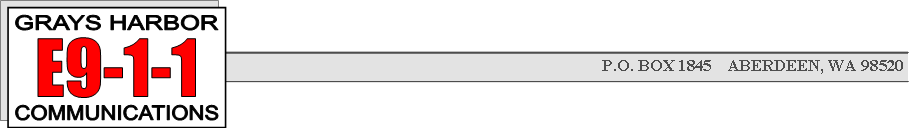 GRAYS HARBOR
E9-1-1
COMMUNICATIONS
P.O. BOX 1845 ABERDEEN, WA 98520